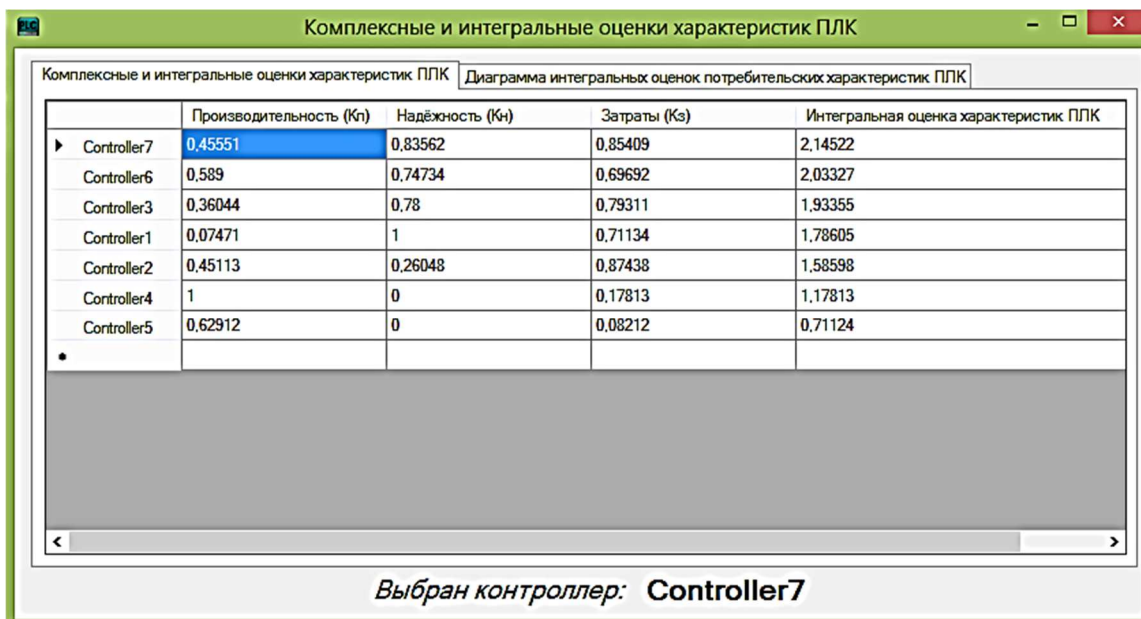 PLC
Комплексные и интегральные оценки характеристик ПЛК
Комплексные и интегральные оценки характеристик ПЛК Диаграмма интегральных оценок потребительских характеристик ПЛК
Производительность (Кп) Надёжность (Кн) Затраты (Кз) Интегральная оценка характеристик ПЛК
Controller7 0,45551 0,83562 0,85409 2,14522
Controller6 0,589 0,74734 0,69692 2,03327
Controller3 0,36044 0,78 0,79311 1,93355
Controller1 0,07471 1 0,71134 1,78605
Controller2 0,45113 0,26048 0,87438 1,58598
Controller4 1 0 0,17813 1,17813
Controller5 0,62912 0 0,08212 0,71124
Выбран контроллер: Controller7